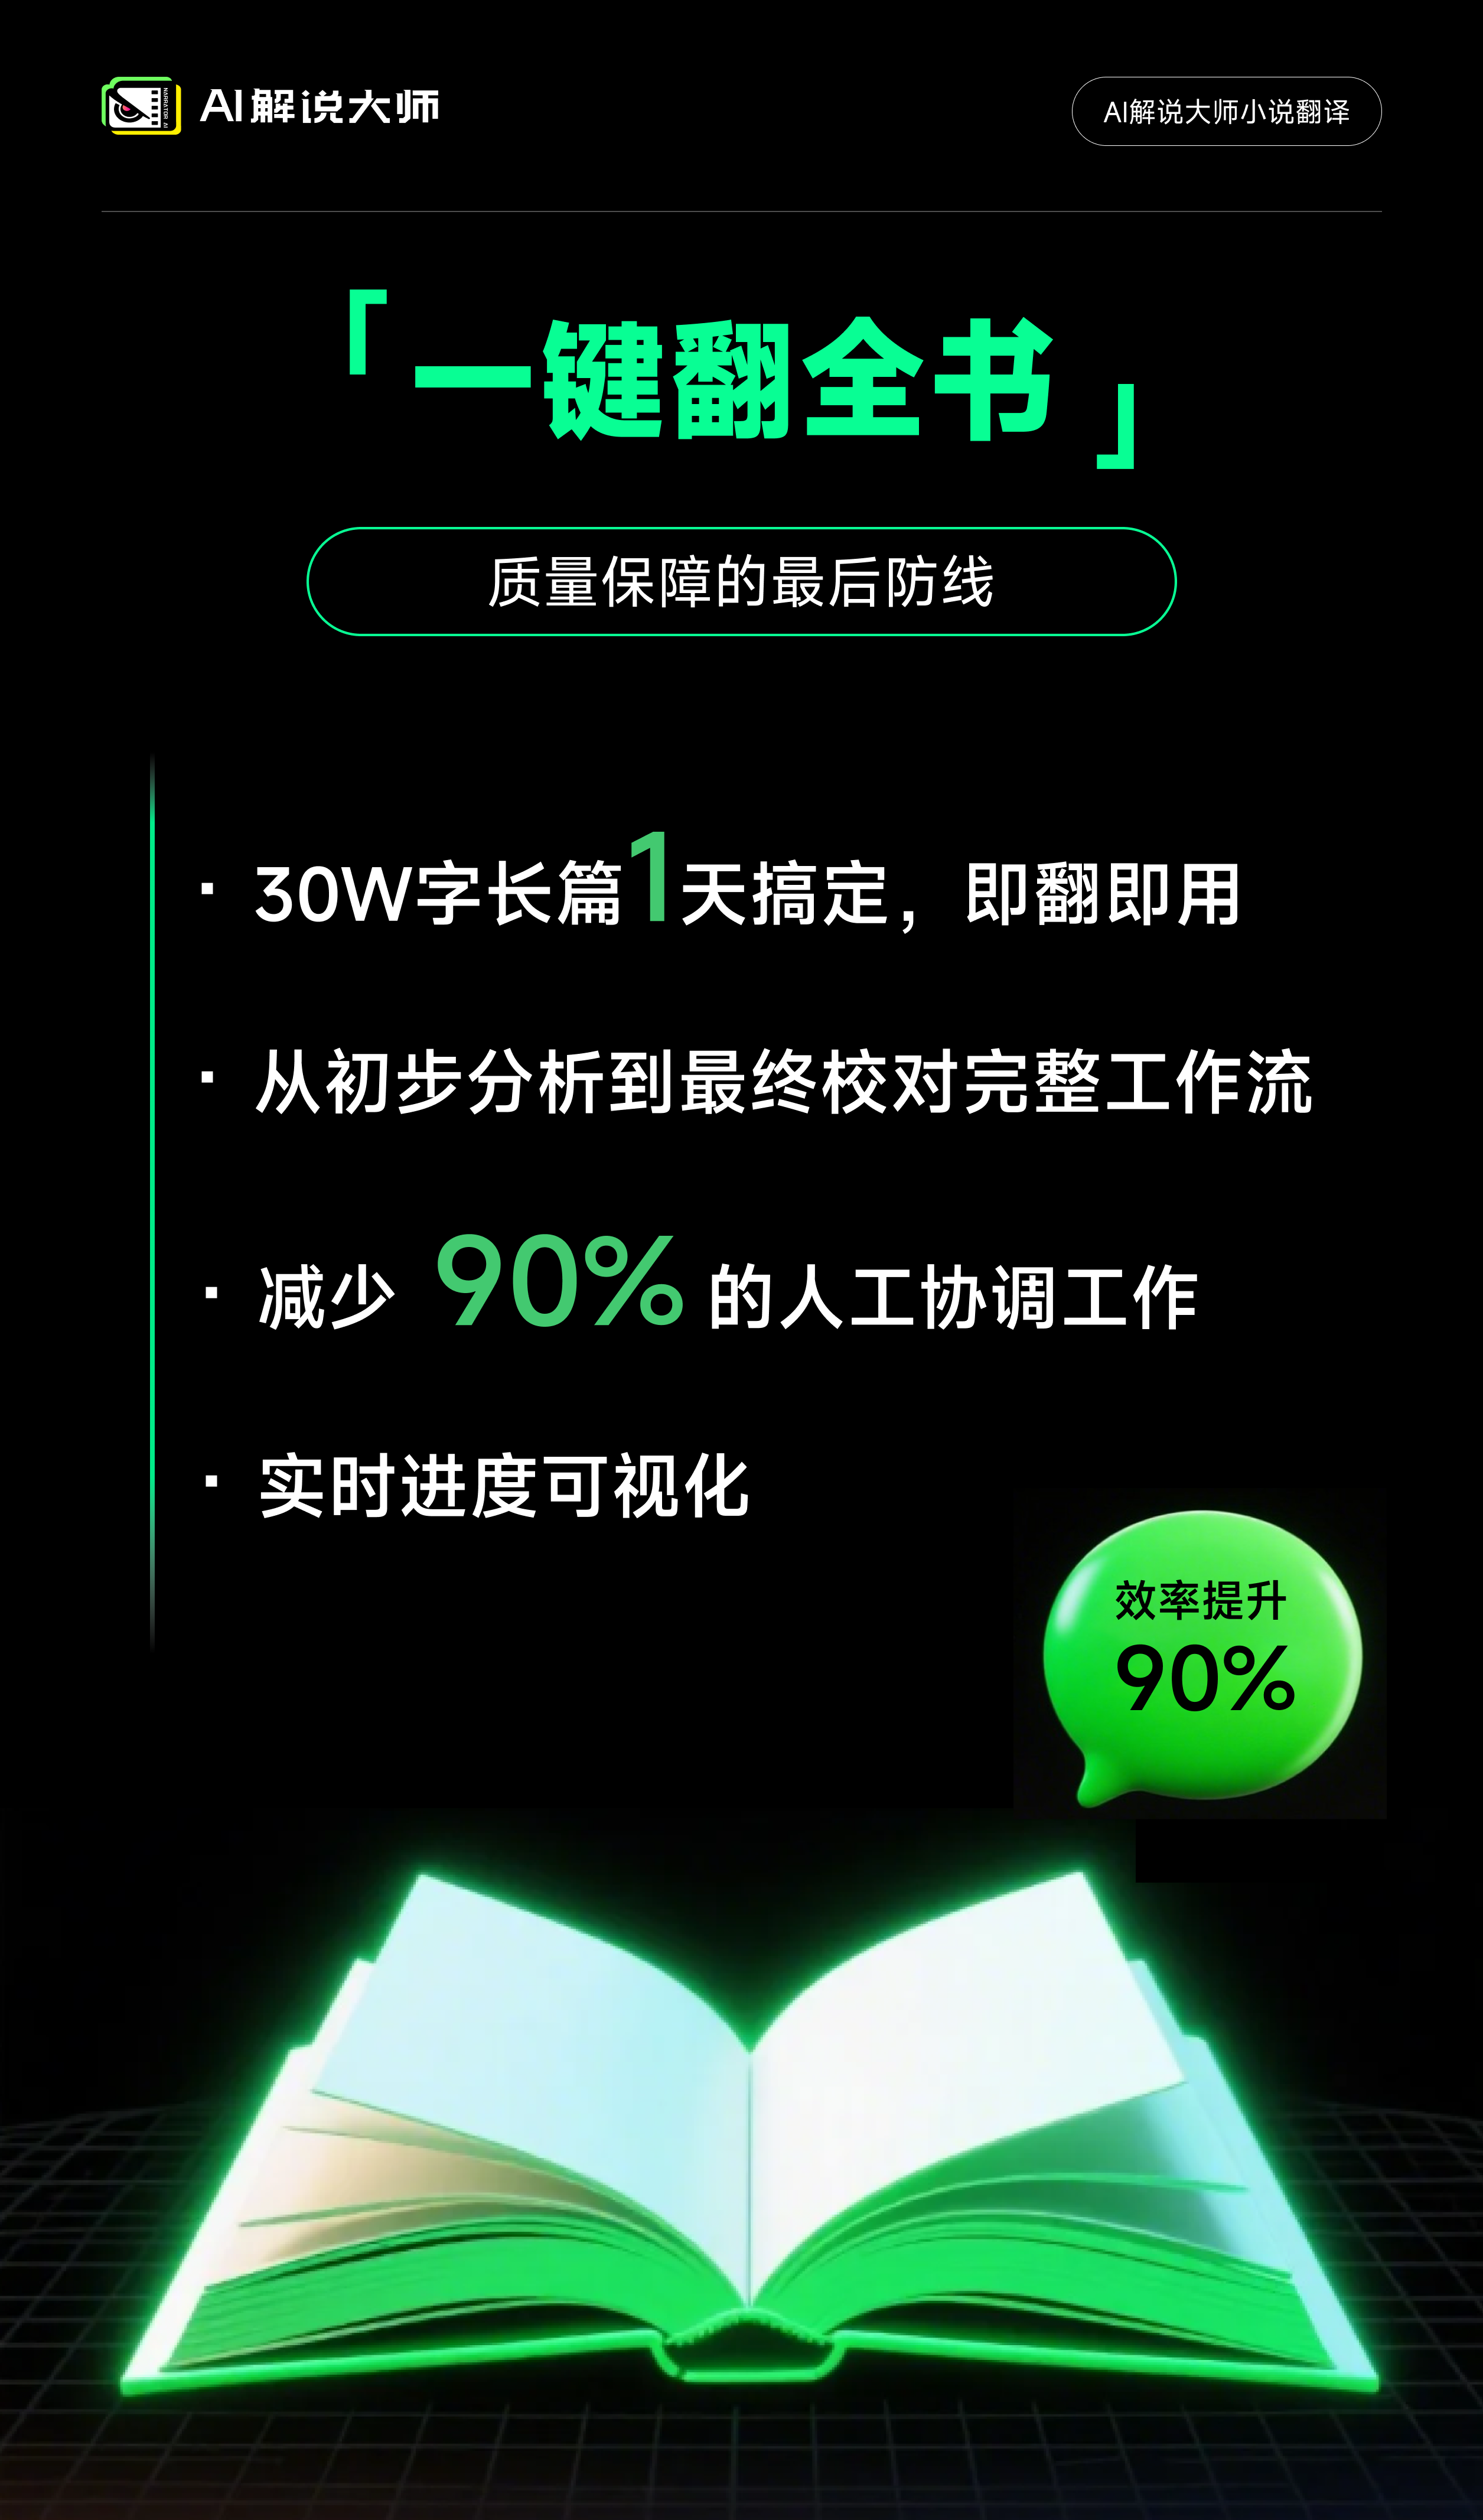 NARRATOR AI
AI解说大师
AI解说大师小说翻译
「一键翻全书」
质量保障的最后防线
· 30W字长篇1天搞定，即翻即用
· 从初步分析到最终校对完整工作流
· 减少 90% 的人工协调工作
· 实时进度可视化
效率提升
90%